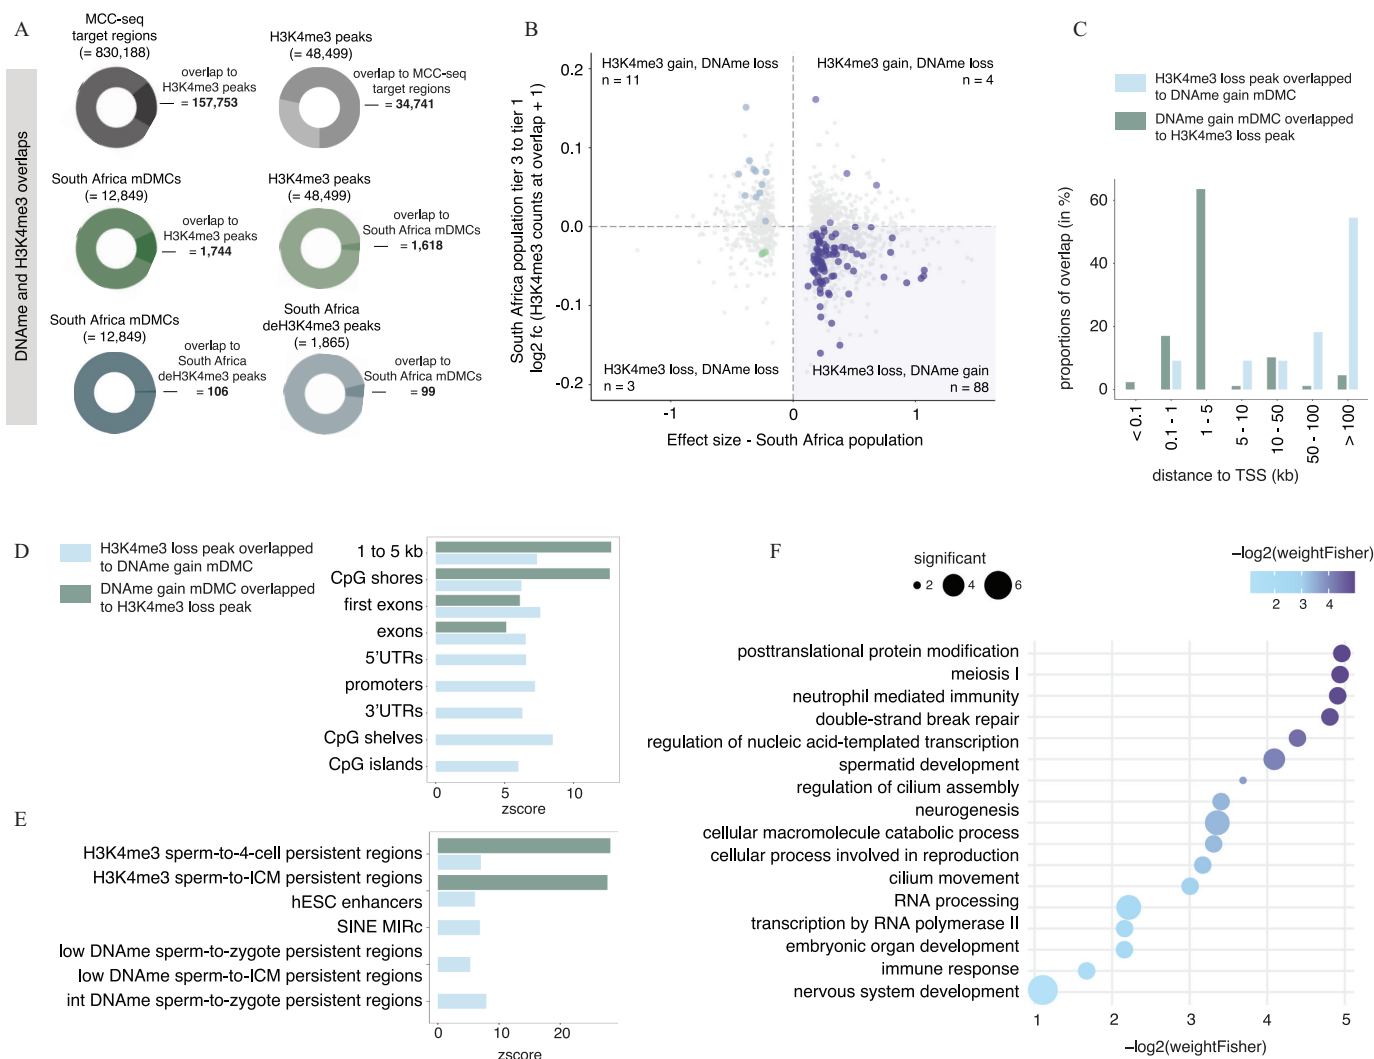 A
DNAme and H3K4me3 overlaps
MCC-seq
target regions
(= 830,188)
overlap to
H3K4me3 peaks
= 157,753
H3K4me3 peaks
(= 48,499)
overlap to MCC-seq
target regions
= 34,741
South Africa mDMCs
(= 12,849)
overlap to
H3K4me3 peaks
= 1,744
H3K4me3 peaks
(= 48,499)
overlap to
South Africa mDMCs
= 1,618
South Africa mDMCs
(= 12,849)
overlap to
South Africa
deH3K4me3 peaks
= 106
South Africa
deH3K4me3 peaks
(= 1,865)
overlap to
South Africa mDMCs
= 99
B
South Africa population tier 3 to tier 1
log2 fc (H3K4me3 counts at overlap + 1)
0.2
0.1
0.0
-0.1
-0.2
H3K4me3 gain, DNAme loss
n = 11
H3K4me3 gain, DNAme loss
n = 4
H3K4me3 loss, DNAme loss
n = 3
H3K4me3 loss, DNAme gain
n = 88
-1
0
1
Effect size - South Africa population
C
H3K4me3 loss peak overlapped
to DNAme gain mDMC
DNAme gain mDMC overlapped
to H3K4me3 loss peak
proportions of overlap (in %)
60
40
20
0
< 0.1
0.1 - 1
1 - 5
5 - 10
10 - 50
50 - 100
> 100
distance to TSS (kb)
D
H3K4me3 loss peak overlapped
to DNAme gain mDMC
DNAme gain mDMC overlapped
to H3K4me3 loss peak
1 to 5 kb
CpG shores
first exons
exons
5'UTRs
promoters
3'UTRs
CpG shelves
CpG islands
0
5
10
zscore
E
H3K4me3 sperm-to-4-cell persistent regions
H3K4me3 sperm-to-ICM persistent regions
hESC enhancers
SINE MIRc
low DNAme sperm-to-zygote persistent regions
low DNAme sperm-to-ICM persistent regions
int DNAme sperm-to-zygote persistent regions
0
10
20
zscore
F
significant
2
4
6
−log2(weightFisher)
2
3
4
posttranslational protein modification
meiosis I
neutrophil mediated immunity
double-strand break repair
regulation of nucleic acid-templated transcription
spermatid development
regulation of cilium assembly
neurogenesis
cellular macromolecule catabolic process
cellular process involved in reproduction
cilium movement
RNA processing
transcription by RNA polymerase II
embryonic organ development
immune response
nervous system development
1
2
3
4
5
−log2(weightFisher)